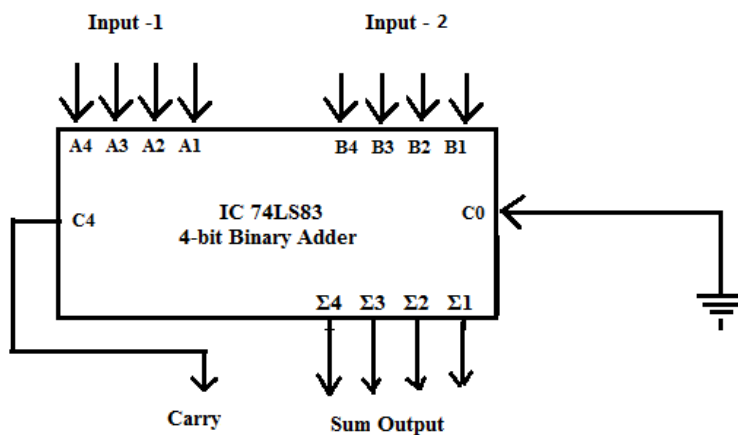 Input -1 Input - 2
A4 A3 A2 A1 B4 B3 B2 B1
C4 IC 74LS83 C0
4-bit Binary Adder
Σ4 Σ3 Σ2 Σ1
Carry Sum Output